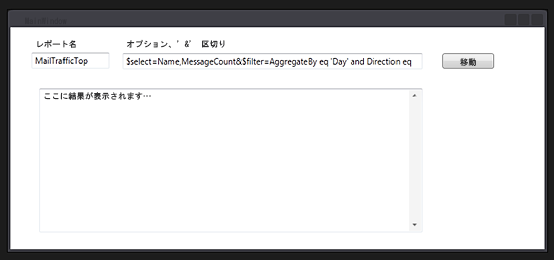 レポート名
オプション、'&' 区切り
MailTrafficTop
$select=Name,MessageCount&$filter=AggregateBy eq 'Day' and Direction eq
移動
ここに結果が表示されます…